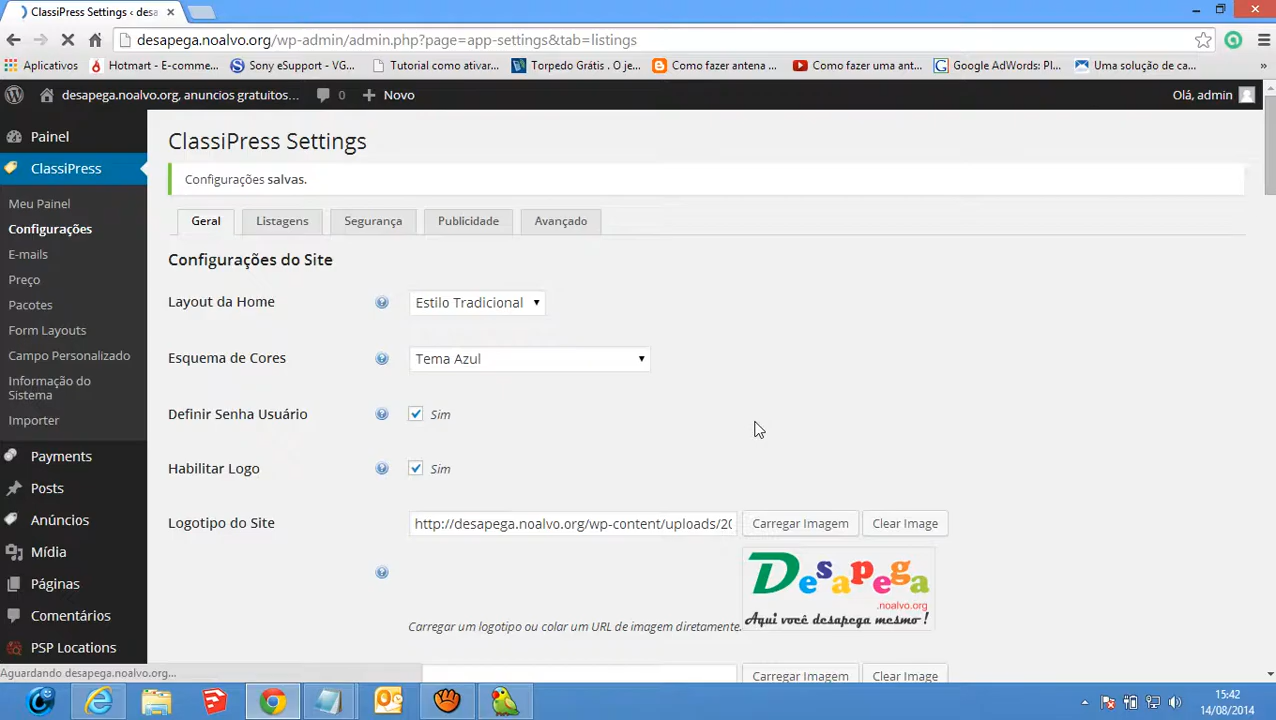 ClassiPress Settings ‹ desa
desapega.noalvo.org/wp-admin/admin.php?page=app-settings&tab=listings
Aplicativos
Hotmart - E-comme...
Sony eSupport - VG...
Tutorial como ativar...
Torpedo Grátis . O je...
Como fazer antena ...
Como fazer uma ant...
Google AdWords: Pl...
Uma solução de ca...
»
desapega.noalvo.org, anuncios gratuitos...
0
+ Novo
Olá, admin
Painel
ClassiPress
Meu Painel
Configurações
E-mails
Preço
Pacotes
Form Layouts
Campo Personalizado
Informação do
Sistema
Importer
Payments
Posts
Anúncios
Mídia
Páginas
Comentários
PSP Locations
ClassiPress Settings
Configurações salvas.
Geral
Listagens
Segurança
Publicidade
Avançado
Configurações do Site
Layout da Home
Estilo Tradicional
Esquema de Cores
Tema Azul
Definir Senha Usuário
Sim
Habilitar Logo
Sim
Logotipo do Site
http://desapega.noalvo.org/wp-content/uploads/20
Carregar Imagem
Clear Image
Desapega
.noalvo.org
Aqui você desapega mesmo !
Carregar um logotipo ou colar um URL de imagem diretamente.
Carregar Imagem
Clear Image
Aguardando desapega.noalvo.org...
15:42
14/08/2014